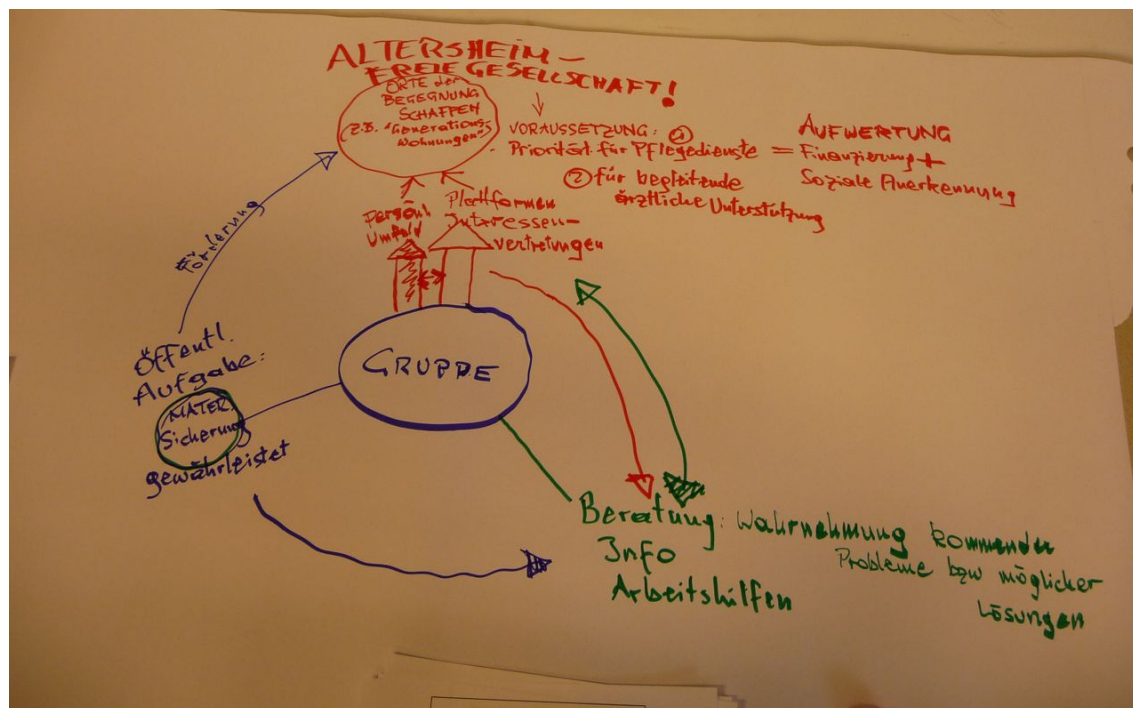 ALTERSHEIM–
FREIE GESELLSCHAFT!
ORTE der
BEGEGNUNG
SCHAFFEN
(z.B. "Generations-
Wohnungen")
VORAUSSETZUNG: ①
Priorität für Pflegedienste =
② für begleitende
ärztliche Unterstützung
AUFWERTUNG
Finanzierung +
Soziale Anerkennung
Persönl
Umfeld
Plattformen
Interessen-
vertretungen
Förderung
GRUPPE
Öffentl.
Aufgabe:
MATER.
Sicherung
gewährleistet
Beratung: Wahrnehmung kommender
Info
Probleme bzw möglicher
Arbeitshilfen
Lösungen